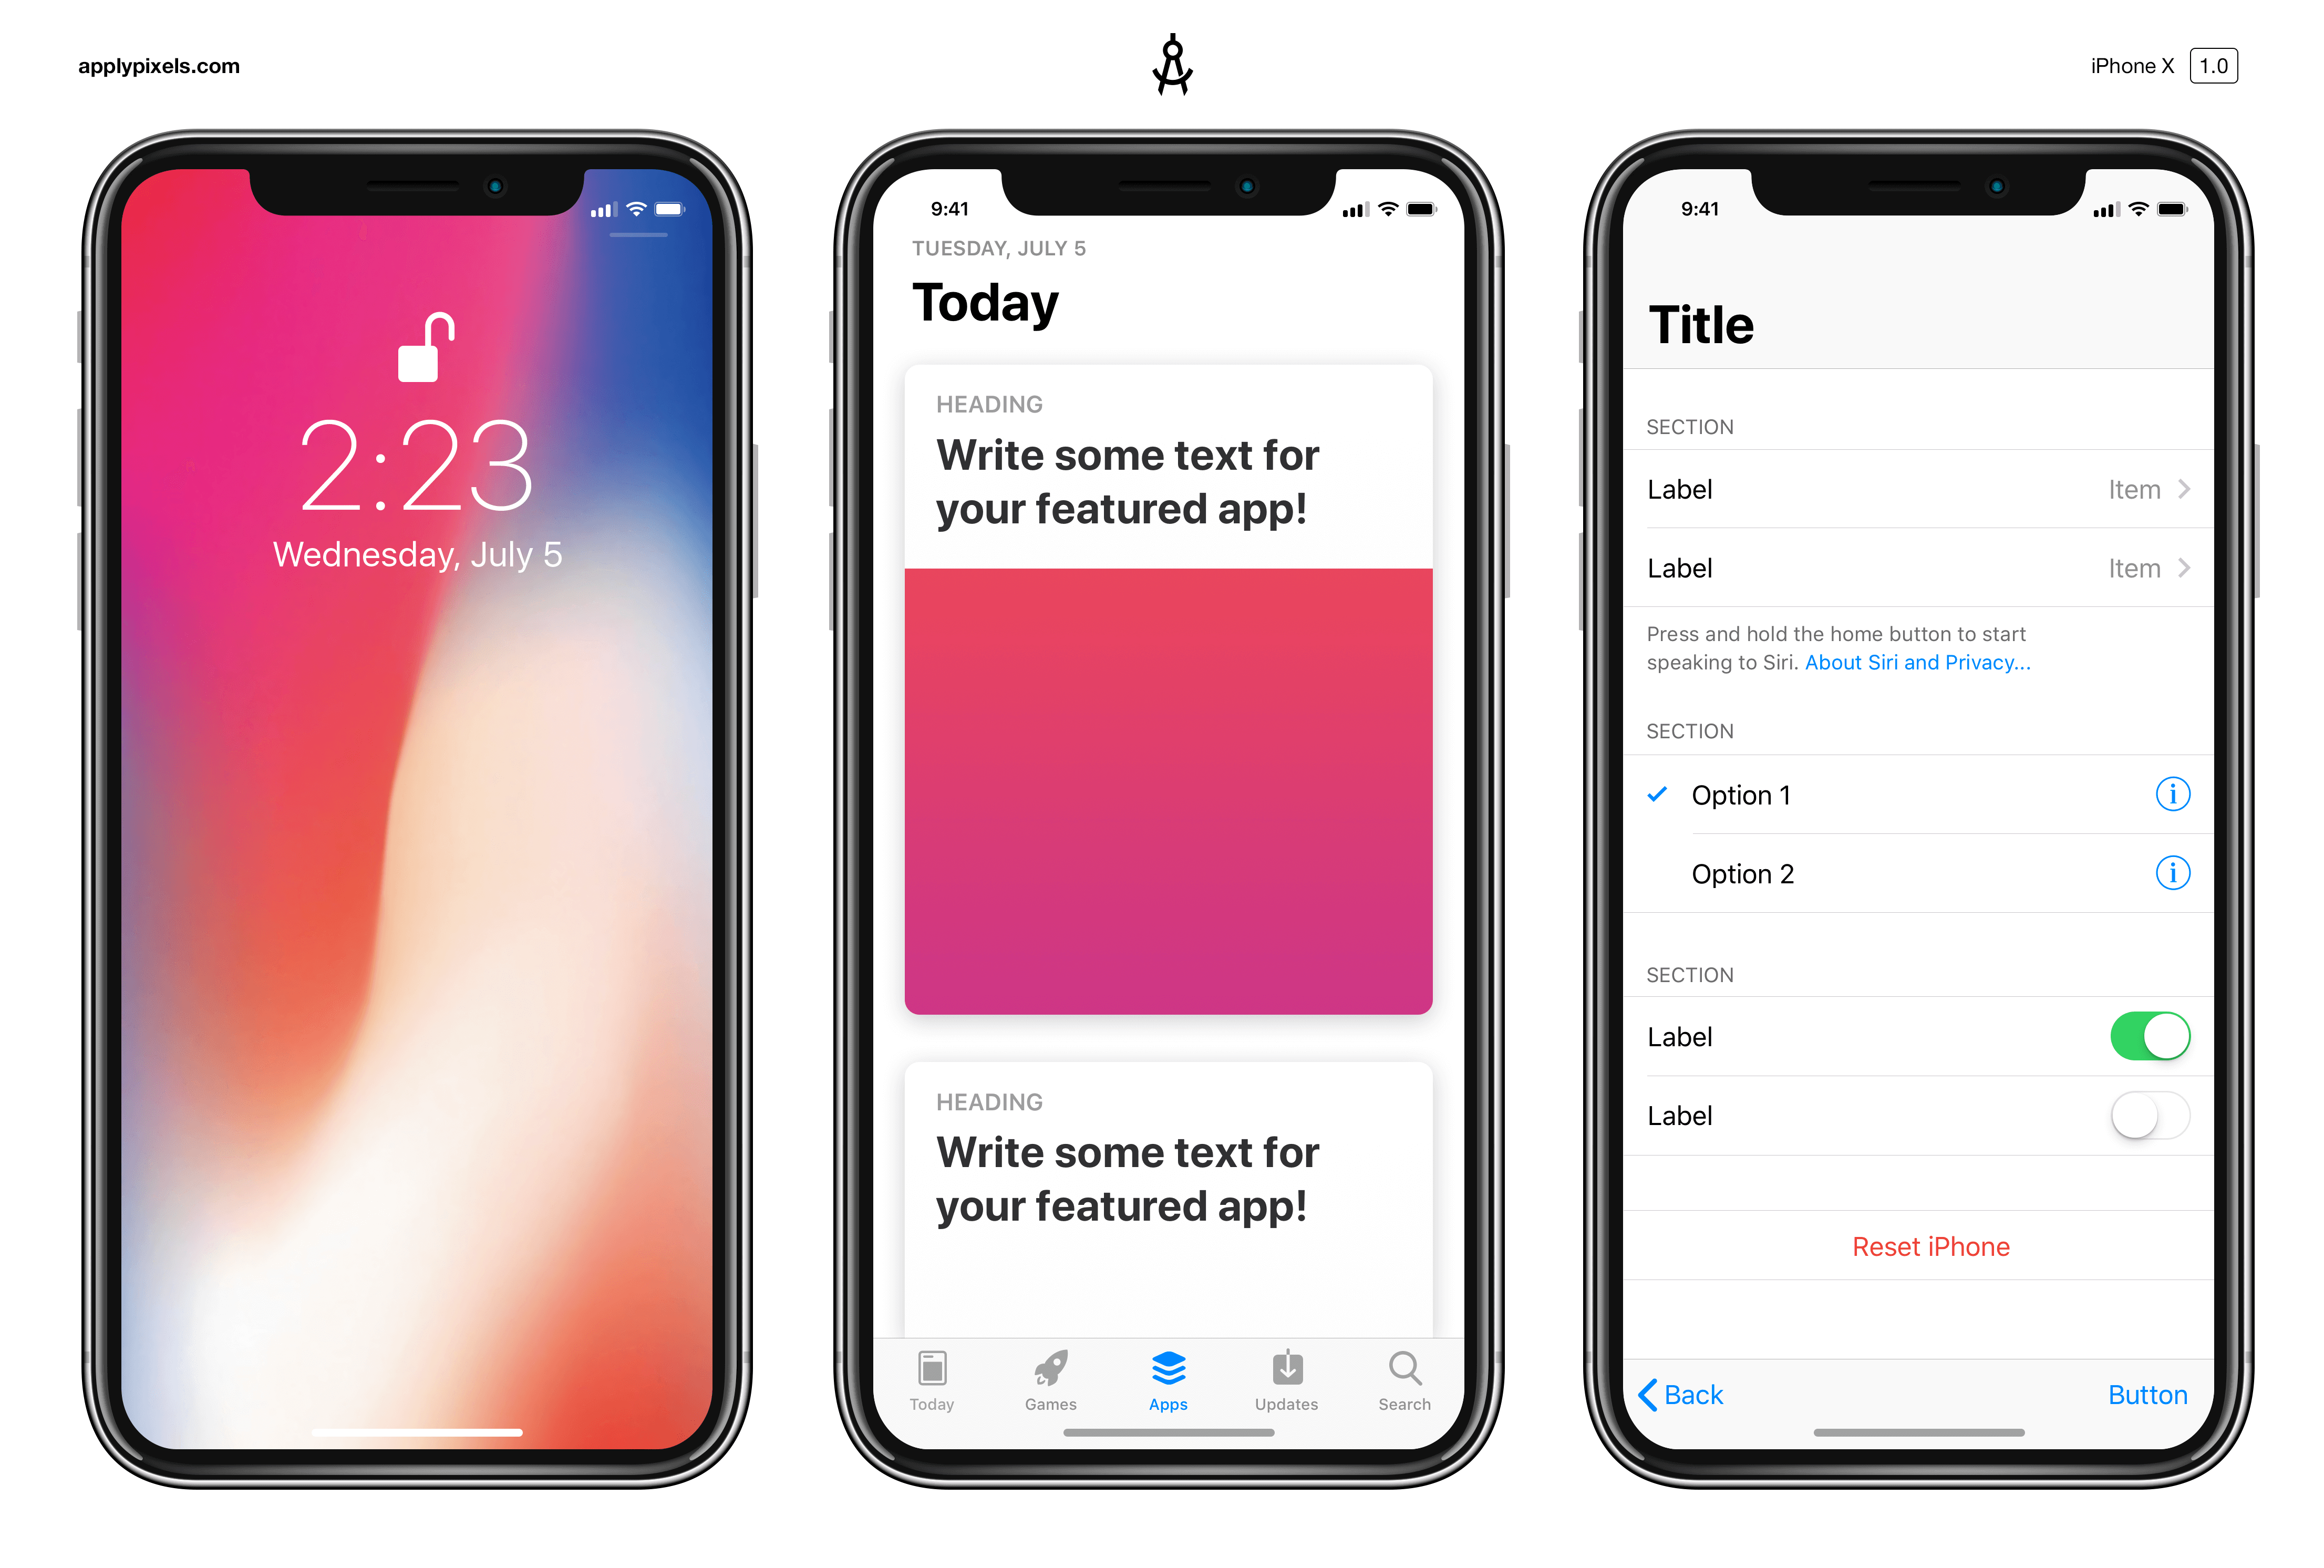 applypixels.com
iPhone X 1.0
2:23
Wednesday, July 5
9:41
TUESDAY, JULY 5
Today
HEADING
Write some text for
your featured app!
HEADING
Write some text for
your featured app!
Today Games Apps Updates Search
9:41
Title
SECTION
Label Item
Label Item
Press and hold the home button to start
speaking to Siri. About Siri and Privacy...
SECTION
Option 1
Option 2
SECTION
Label
Label
Reset iPhone
Back Button